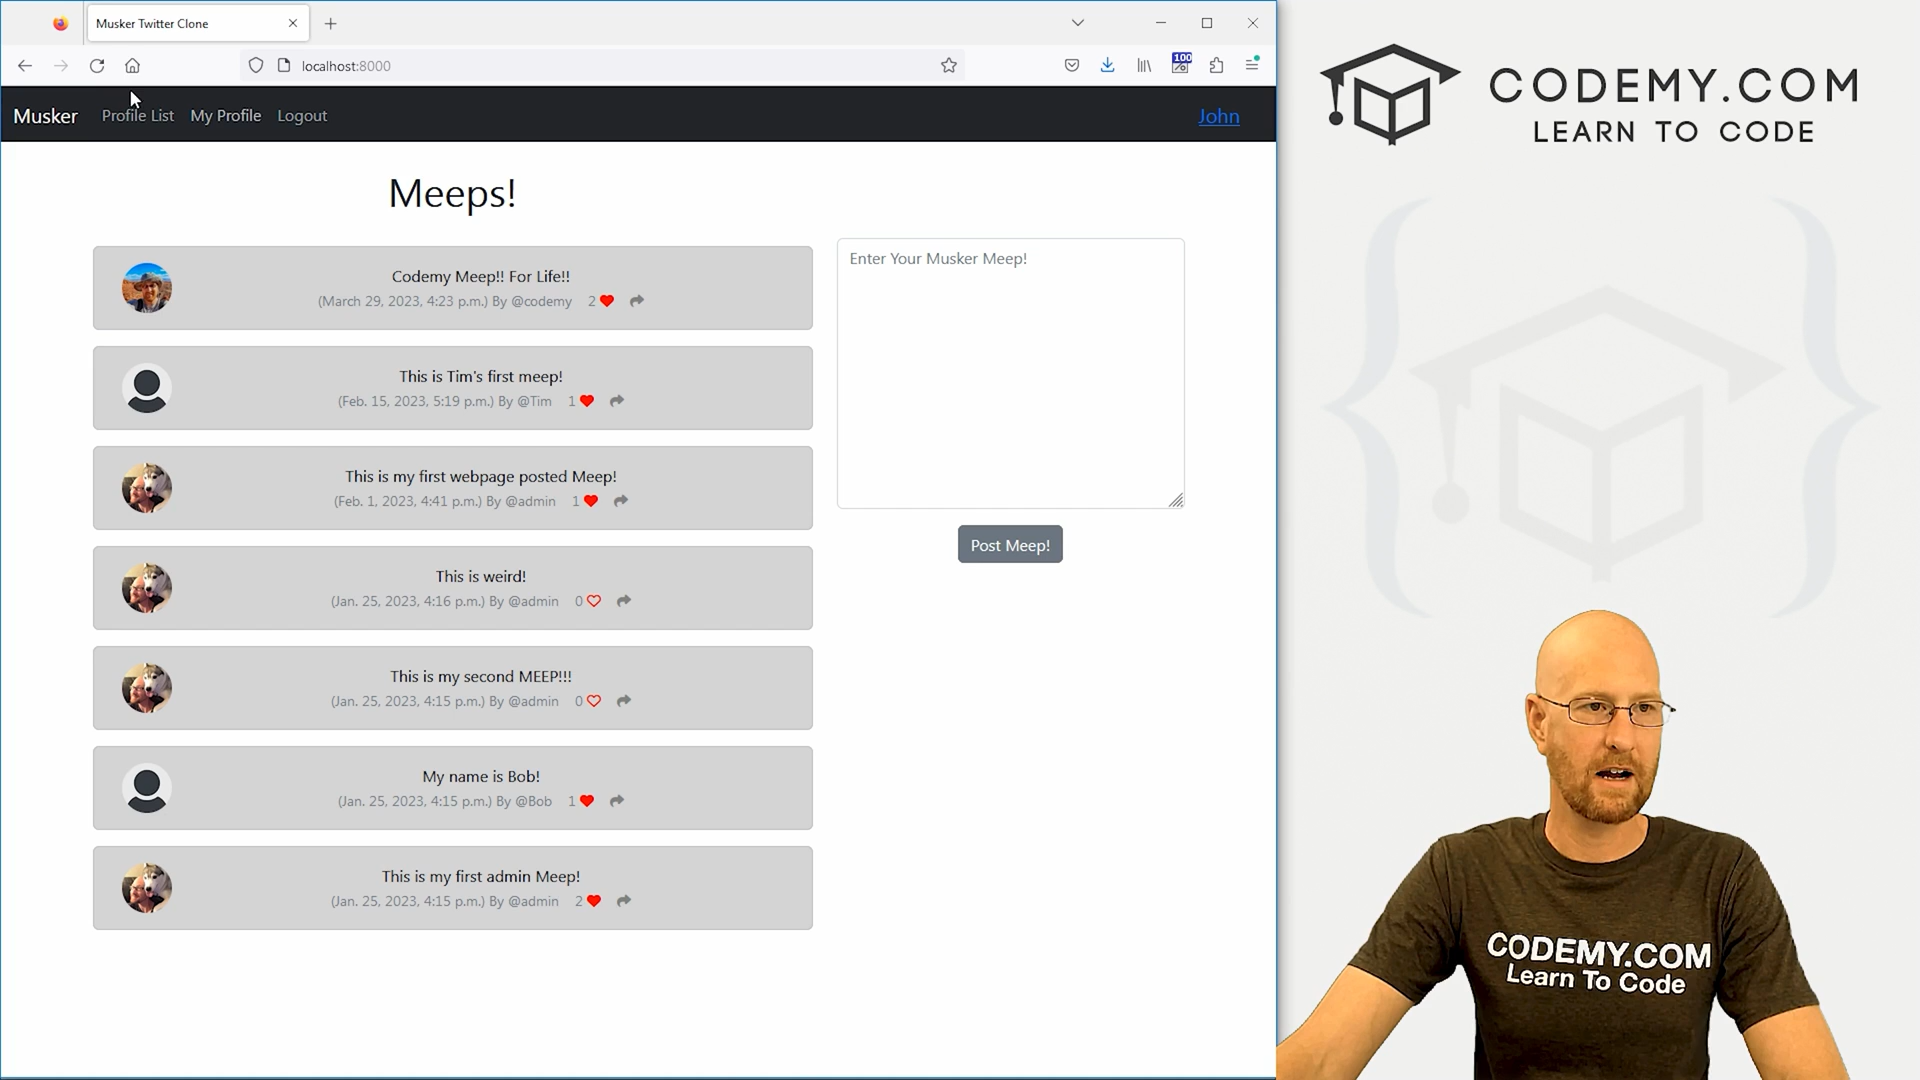 Musker Twitter Clone
localhost:8000
100
Musker Profile List My Profile Logout John
Meeps!
Codemy Meep!! For Life!!
(March 29, 2023, 4:23 p.m.) By @codemy 2
This is Tim's first meep!
(Feb. 15, 2023, 5:19 p.m.) By @Tim 1
This is my first webpage posted Meep!
(Feb. 1, 2023, 4:41 p.m.) By @admin 1
This is weird!
(Jan. 25, 2023, 4:16 p.m.) By @admin 0
This is my second MEEP!!!
(Jan. 25, 2023, 4:15 p.m.) By @admin 0
My name is Bob!
(Jan. 25, 2023, 4:15 p.m.) By @Bob 1
This is my first admin Meep!
(Jan. 25, 2023, 4:15 p.m.) By @admin 2
Enter Your Musker Meep!
Post Meep!
CODEMY.COM
LEARN TO CODE
CODEMY.COM
Learn To Code